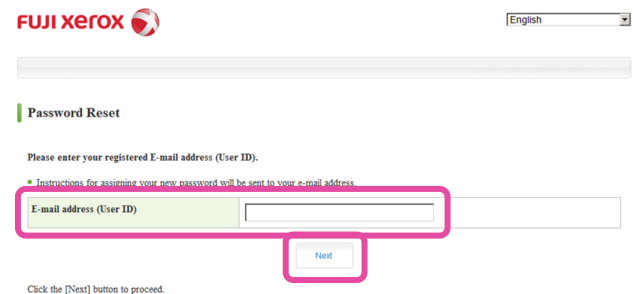 FUJI XEROX
English
Password Reset
Please enter your registered E-mail address (User ID).
Instructions for assigning your new password will be sent to your e-mail address.
E-mail address (User ID)
Next
Click the [Next] button to proceed.